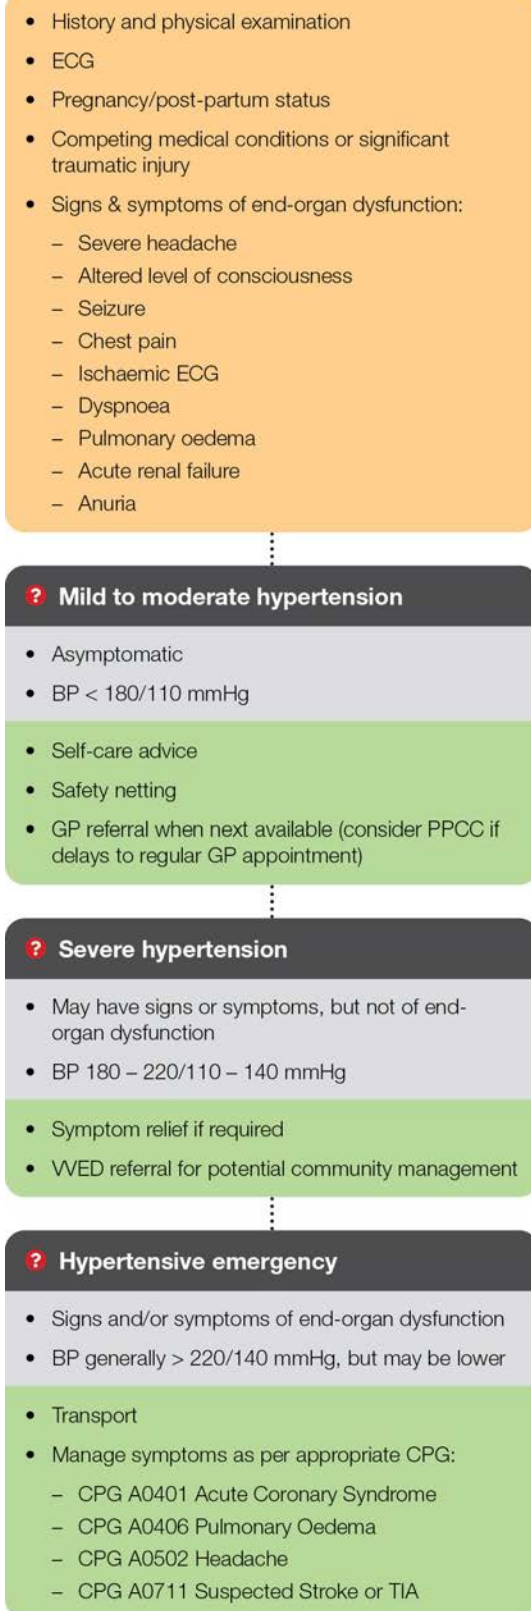 • History and physical examination
• ECG
• Pregnancy/post-partum status
• Competing medical conditions or significant
traumatic injury
• Signs & symptoms of end-organ dysfunction:
– Severe headache
– Altered level of consciousness
– Seizure
– Chest pain
– Ischaemic ECG
– Dyspnoea
– Pulmonary oedema
– Acute renal failure
– Anuria
? Mild to moderate hypertension
• Asymptomatic
• BP < 180/110 mmHg
• Self-care advice
• Safety netting
• GP referral when next available (consider PPCC if
delays to regular GP appointment)
? Severe hypertension
• May have signs or symptoms, but not of end-
organ dysfunction
• BP 180 – 220/110 – 140 mmHg
• Symptom relief if required
• VVED referral for potential community management
? Hypertensive emergency
• Signs and/or symptoms of end-organ dysfunction
• BP generally > 220/140 mmHg, but may be lower
• Transport
• Manage symptoms as per appropriate CPG:
– CPG A0401 Acute Coronary Syndrome
– CPG A0406 Pulmonary Oedema
– CPG A0502 Headache
– CPG A0711 Suspected Stroke or TIA